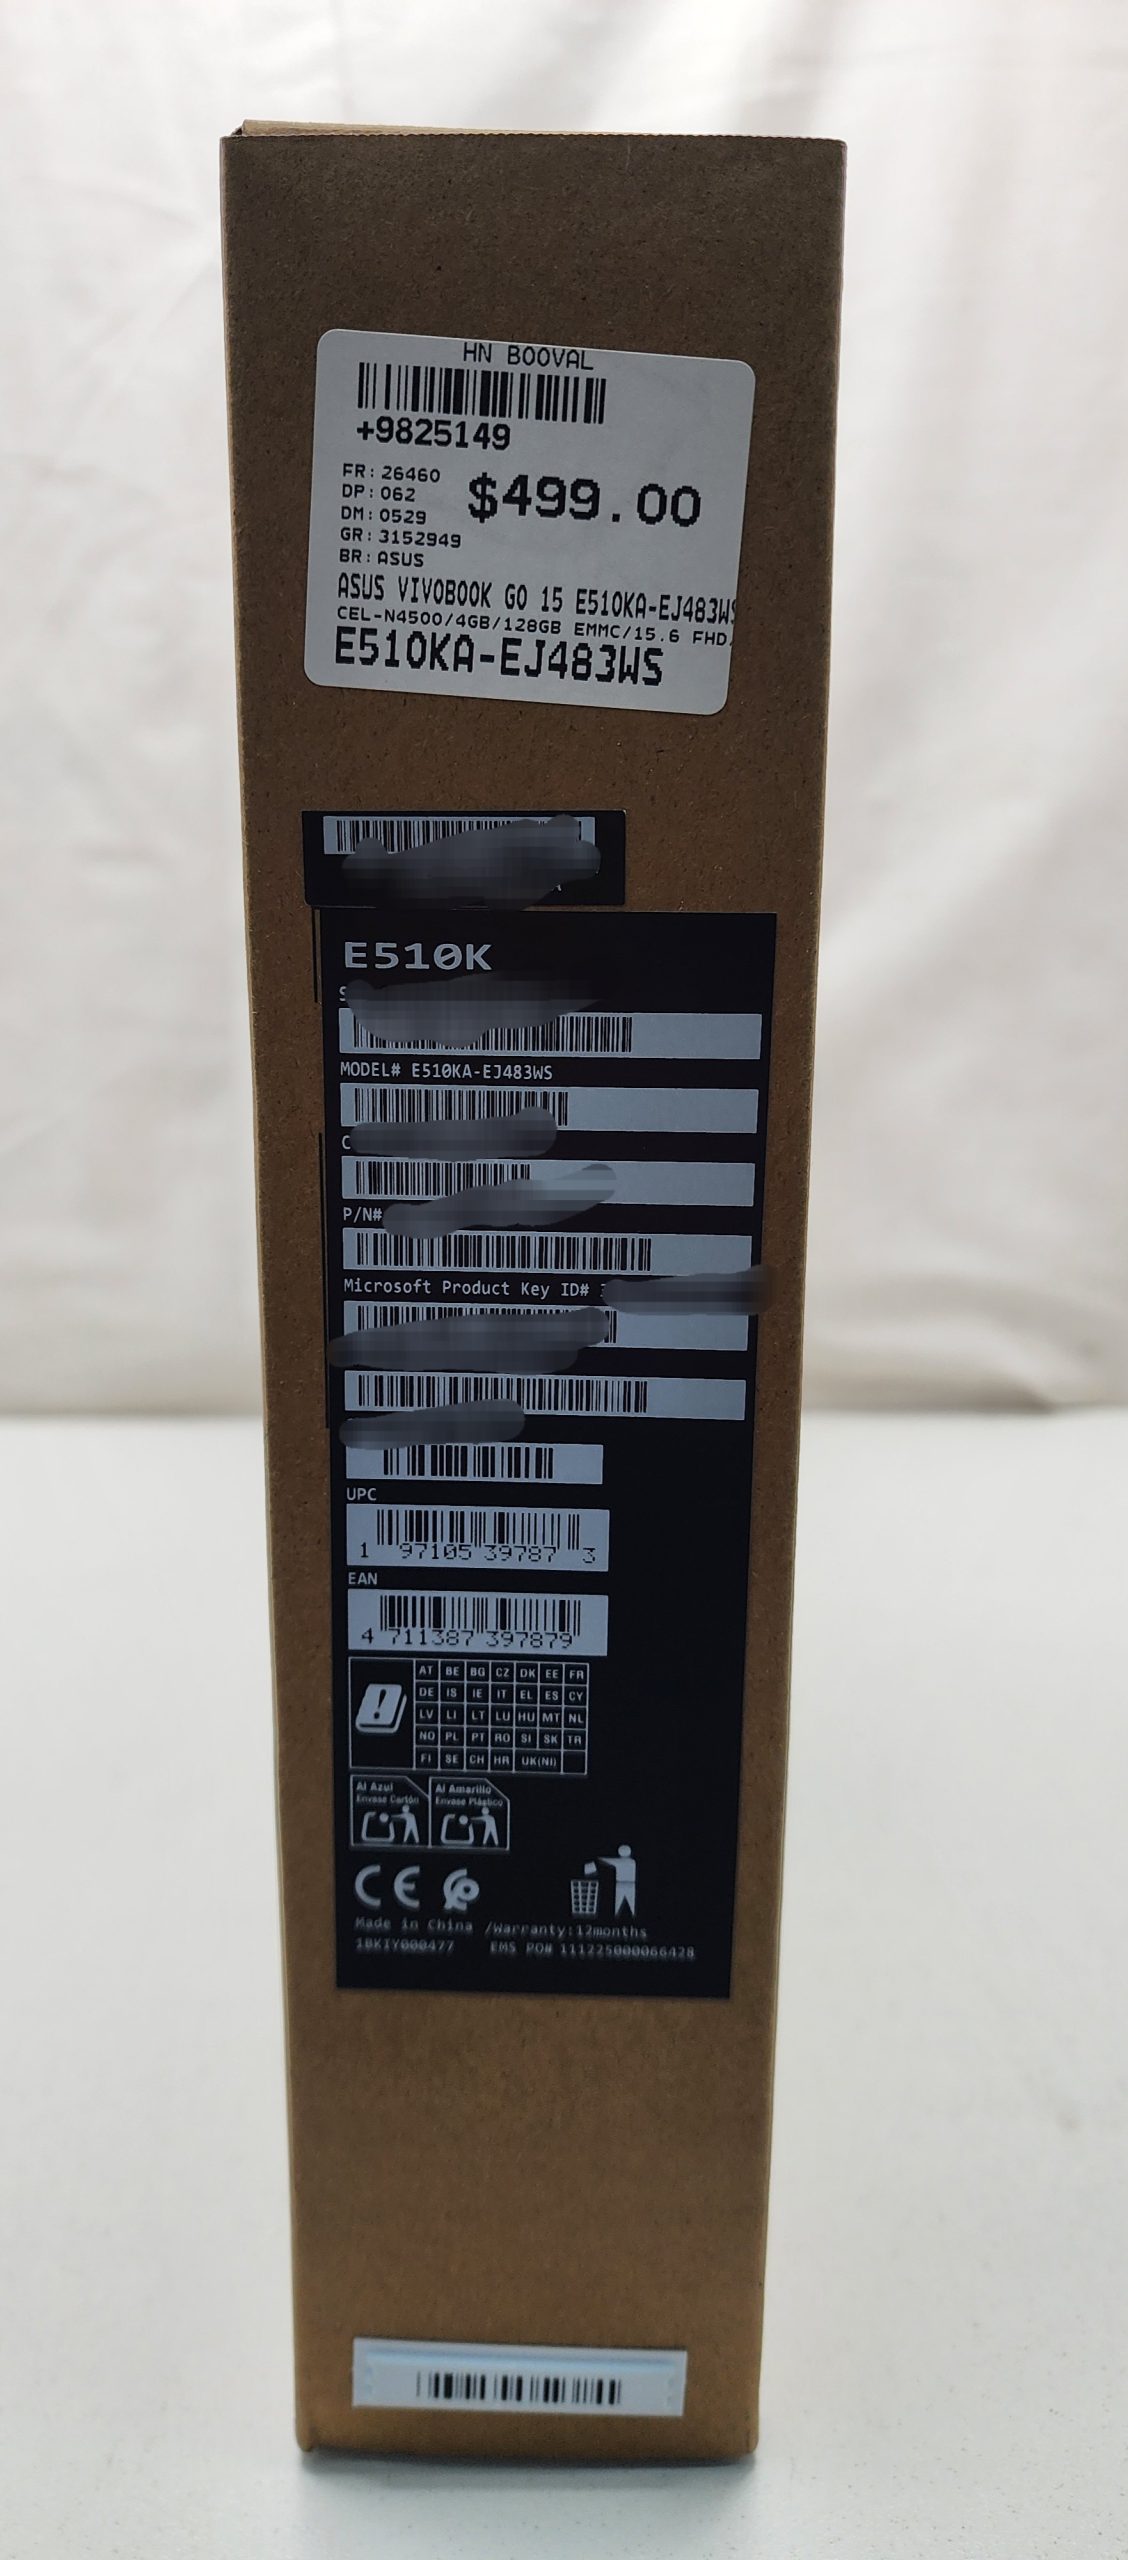 HN BOOVAL
+9825149
FR: 26460
DP: 062
$499.00
DM: 0529
GR: 3152949
BR: ASUS
ASUS VIVOBOOK GO 15 E510KA-EJ483WS
CEL-N4500/4GB/128GB EMMC/15.6 FHD
E510KA-EJ483WS
E510K
S
MODEL# E510KA-EJ483WS
C
P/N#
Microsoft Product Key ID#
UPC
1 97105 39787 3
EAN
4 711387 397879
AT BE BG CZ DK EE FR
DE IS IE IT EL ES CY
LV LI LT LU HU MT NL
NO PL PT RO SI SK TR
FI SE CH HR UK(NI)
Al Azul
Envase Cartón
Al Amarillo
Envase Plástico
CE
Made in China /Warranty:12months
1BKIY000477 EMS PO# 111225000066428